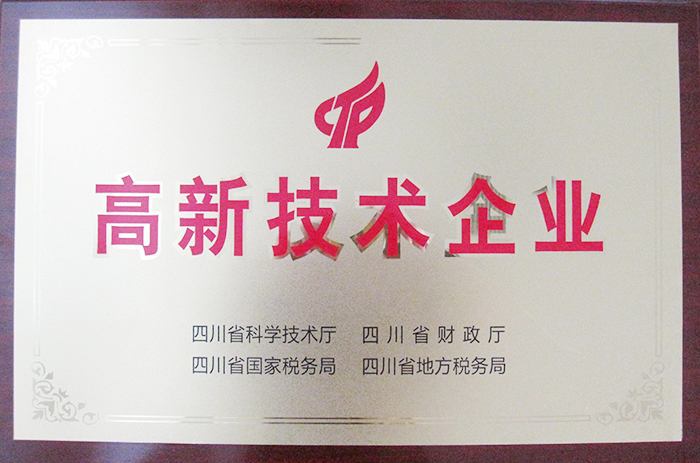 CTP
高新技术企业
四川省科学技术厅 四川省财政厅
四川省国家税务局 四川省地方税务局